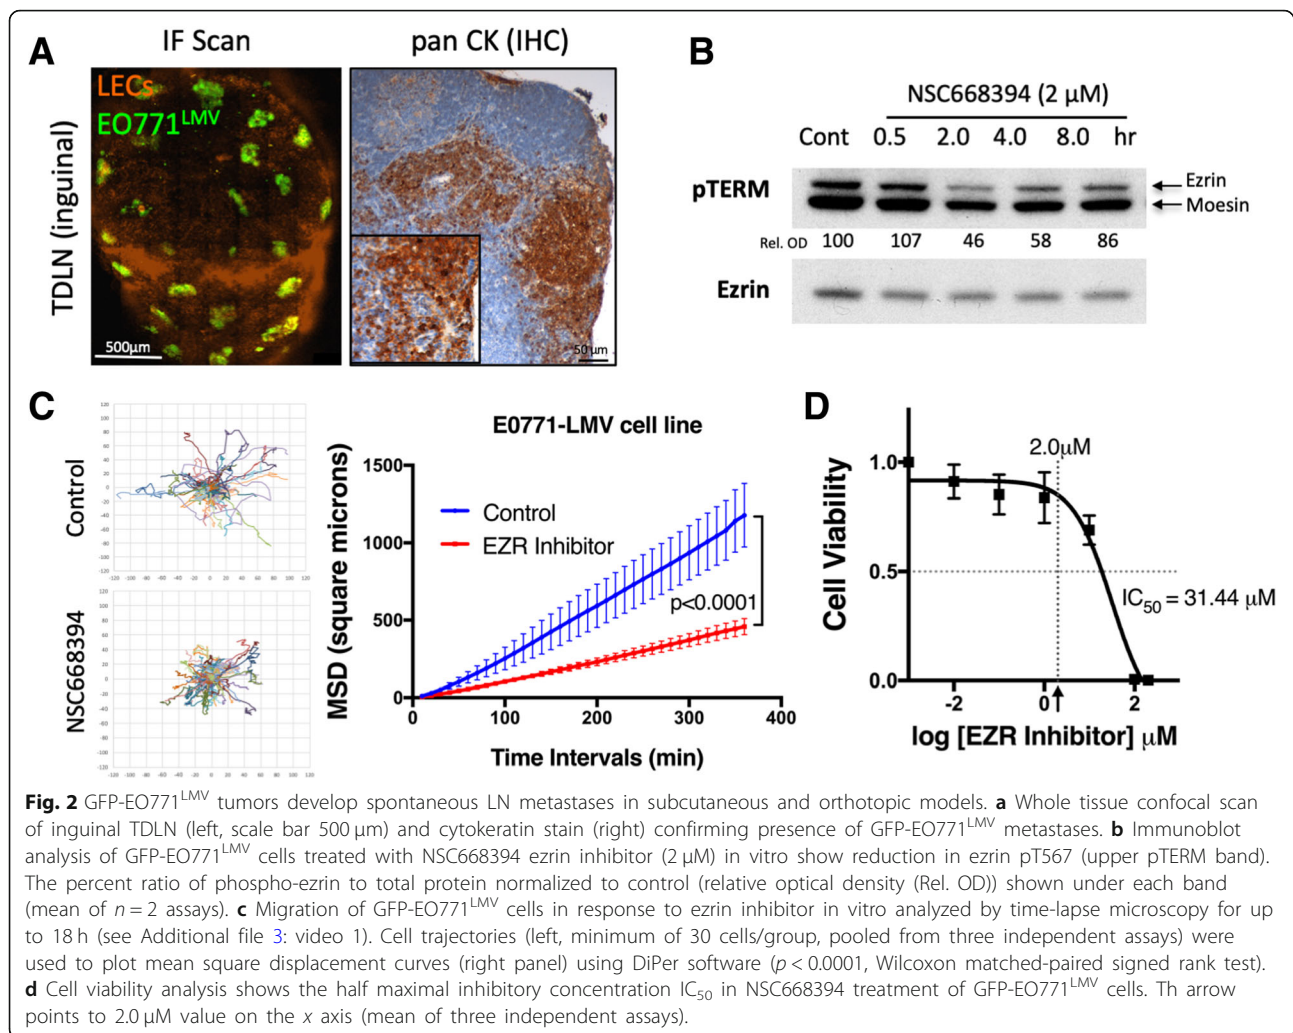 A
IF Scan
pan CK (IHC)
TDLN (inguinal)
LECs
EO771^LMV
500µm
50 µm
B
NSC668394 (2 µM)
Cont 0.5 2.0 4.0 8.0 hr
pTERM
Ezrin
Moesin
Rel. OD 100 107 46 58 86
Ezrin
C
Control
NSC668394
E0771-LMV cell line
MSD (square microns)
1500
1000
500
0
Control
EZR Inhibitor
p<0.0001
0 100 200 300 400
Time Intervals (min)
D
Cell Viability
1.0
0.5
0.0
2.0µM
IC50 = 31.44 µM
-2 0 2
log [EZR Inhibitor] µM
Fig. 2 GFP-EO771^LMV tumors develop spontaneous LN metastases in subcutaneous and orthotopic models. a Whole tissue confocal scan
of inguinal TDLN (left, scale bar 500 µm) and cytokeratin stain (right) confirming presence of GFP-EO771^LMV metastases. b Immunoblot
analysis of GFP-EO771^LMV cells treated with NSC668394 ezrin inhibitor (2 µM) in vitro show reduction in ezrin pT567 (upper pTERM band).
The percent ratio of phospho-ezrin to total protein normalized to control (relative optical density (Rel. OD)) shown under each band
(mean of n = 2 assays). c Migration of GFP-EO771^LMV cells in response to ezrin inhibitor in vitro analyzed by time-lapse microscopy for up
to 18 h (see Additional file 3: video 1). Cell trajectories (left, minimum of 30 cells/group, pooled from three independent assays) were
used to plot mean square displacement curves (right panel) using DiPer software (p < 0.0001, Wilcoxon matched-paired signed rank test).
d Cell viability analysis shows the half maximal inhibitory concentration IC50 in NSC668394 treatment of GFP-EO771^LMV cells. Th arrow
points to 2.0 µM value on the x axis (mean of three independent assays).